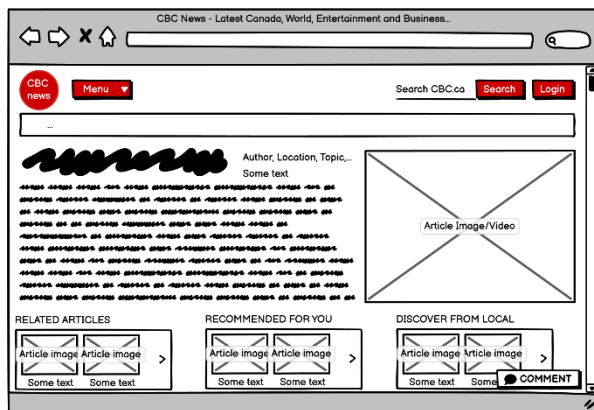 CBC News - Latest Canada, World, Entertainment and Business...
CBC
news
Menu
Search CBC.ca
Search
Login
...
Author, Location, Topic,...
Some text
Article Image/Video
RELATED ARTICLES
RECOMMENDED FOR YOU
DISCOVER FROM LOCAL
Article image Article image
Article image Article image
Article image Article image
Some text Some text
Some text Some text
Some text
COMMENT